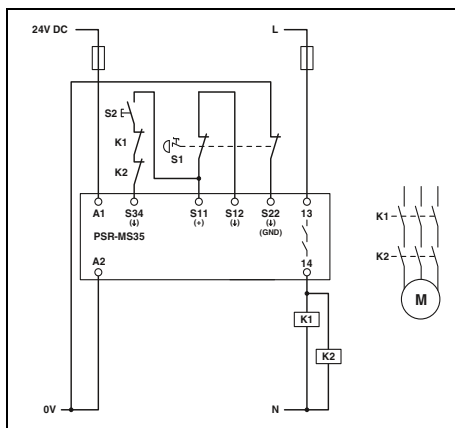 24V DC
L
S2
K1
K2
S1
A1
S34
(↓)
S11
(+)
S12
(↓)
S22
(↓)
(GND)
13
PSR-MS35
A2
14
K1
K2
M
K1
K2
0V
N